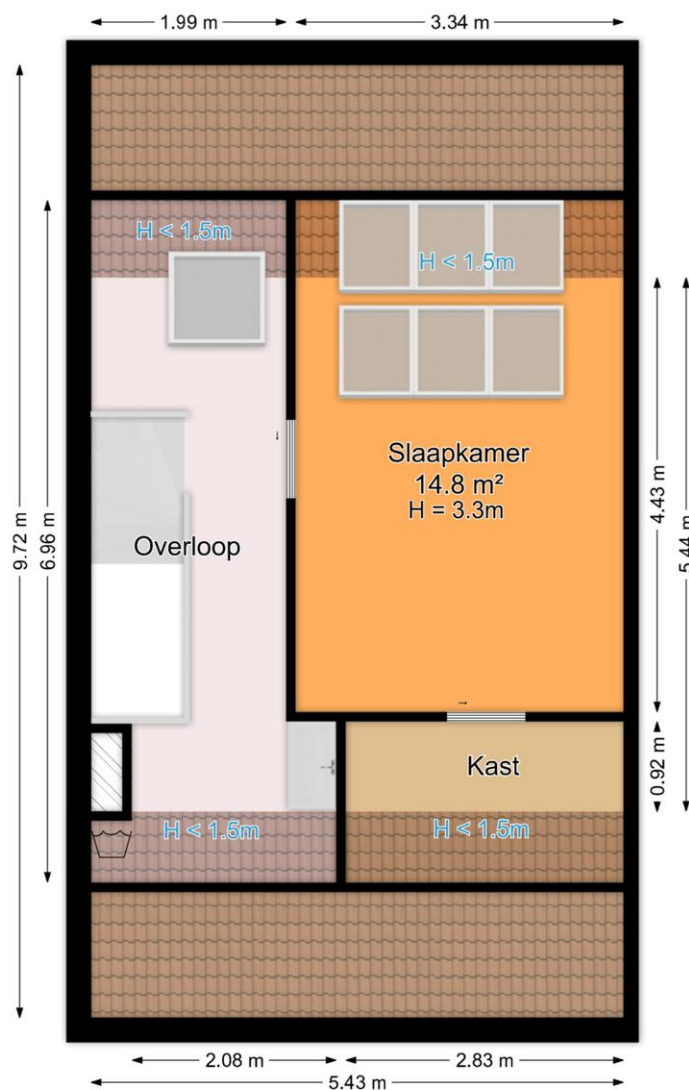 1.99 m
3.34 m
H < 1.5m
H < 1.5m
Slaapkamer
14.8 m²
H = 3.3m
Overloop
9.72 m
6.96 m
4.43 m
5.44 m
Kast
0.92 m
H < 1.5m
H < 1.5m
2.08 m
2.83 m
5.43 m